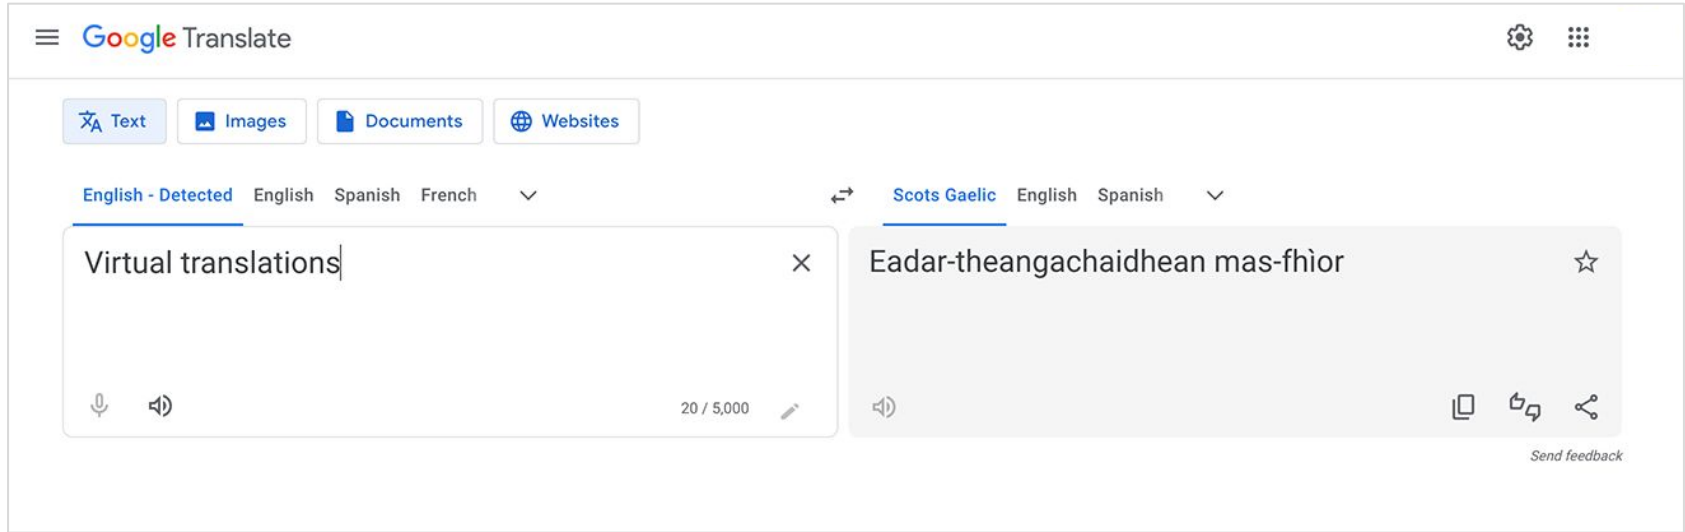 Google Translate
Text Images Documents Websites
English - Detected English Spanish French Scots Gaelic English Spanish
Virtual translations Eadar-theangachaidhean mas-fhìor
20 / 5,000
Send feedback